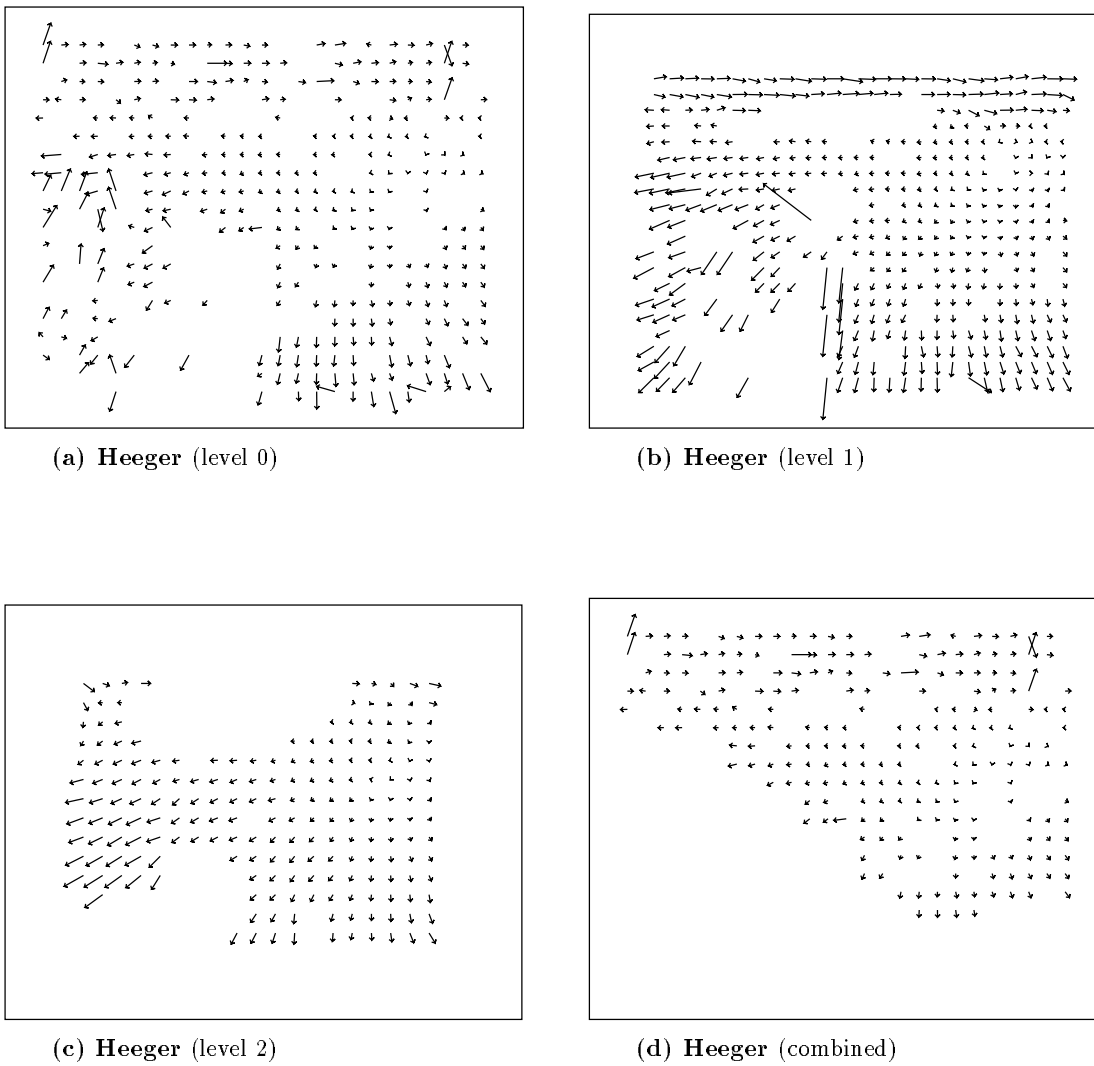 (a) Heeger (level 0)
(b) Heeger (level 1)
(c) Heeger (level 2)
(d) Heeger (combined)